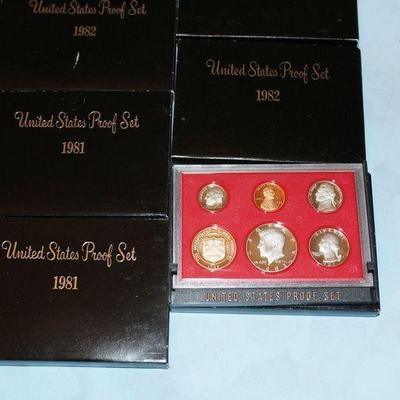 United States Proof Set
1982
United States Proof Set
1982
United States Proof Set
1981
United States Proof Set
1981
LIBERTY
UNITED STATES PROOF SET